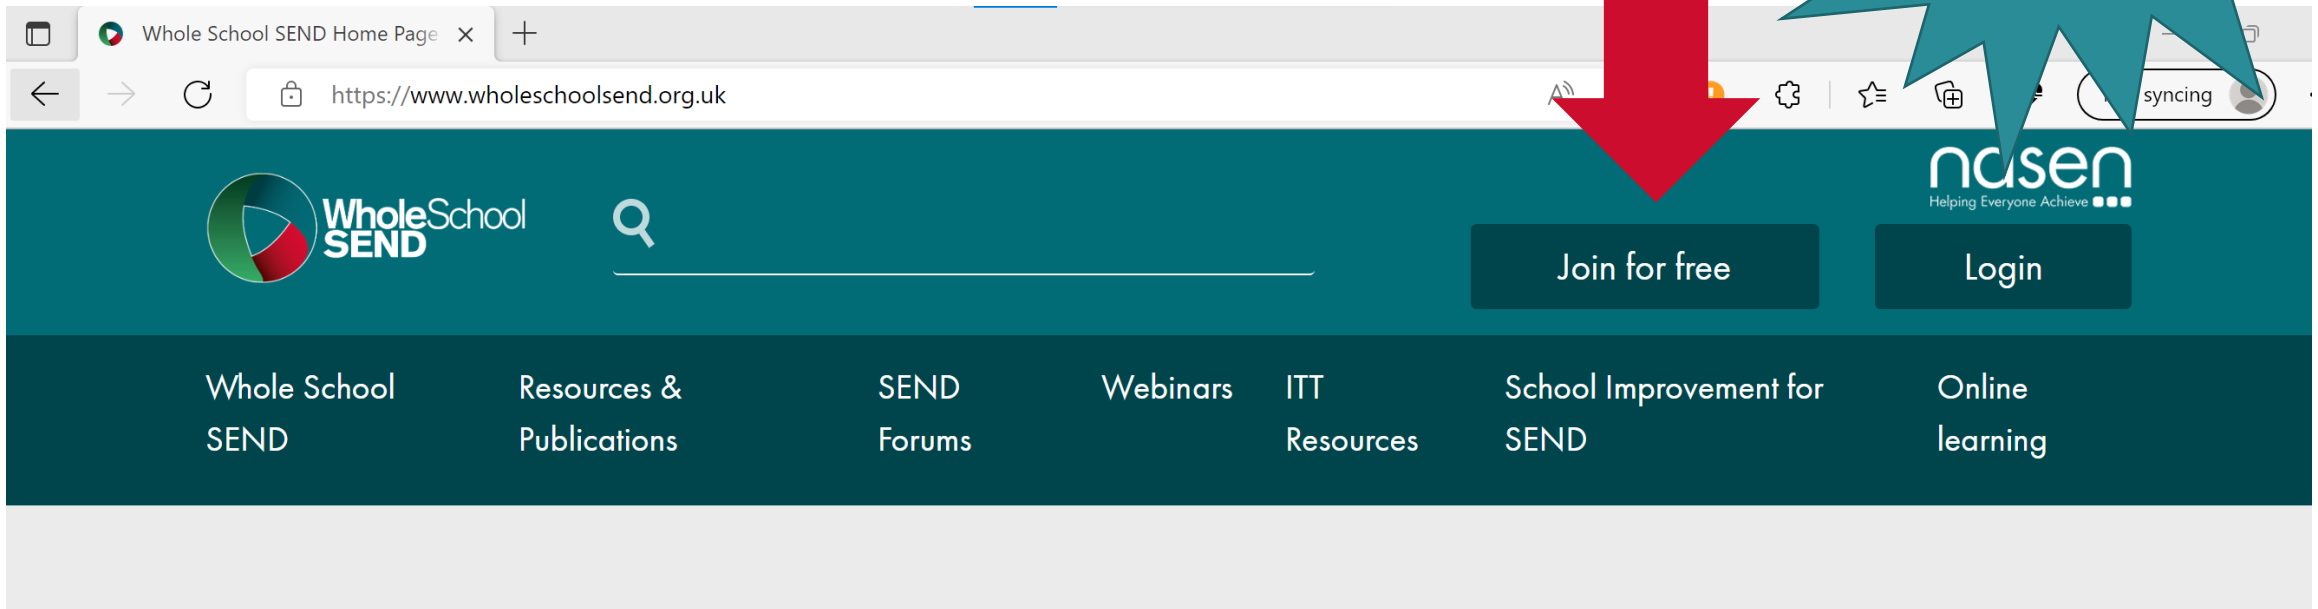 Whole School SEND Home Page
https://www.wholeschoolsend.org.uk
syncing
nasen
Helping Everyone Achieve
WholeSchool
SEND
Join for free
Login
Whole School
SEND
Resources &
Publications
SEND
Forums
Webinars
ITT
Resources
School Improvement for
SEND
Online
learning